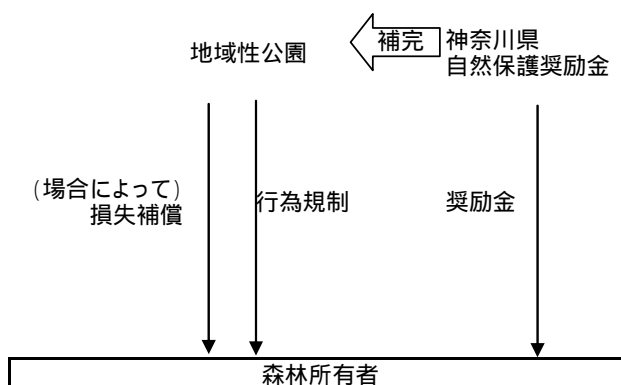 地域性公園
補完
神奈川県
自然保護奨励金
(場合によって)
損失補償
行為規制
奨励金
森林所有者